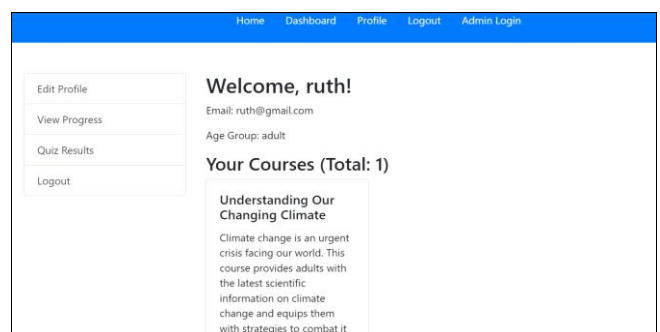 Home Dashboard Profile Logout Admin Login
Edit Profile
View Progress
Quiz Results
Logout
Welcome, ruth!
Email: ruth@gmail.com
Age Group: adult
Your Courses (Total: 1)
Understanding Our
Changing Climate
Climate change is an urgent
crisis facing our world. This
course provides adults with
the latest scientific
information on climate
change and equips them
with strategies to combat it